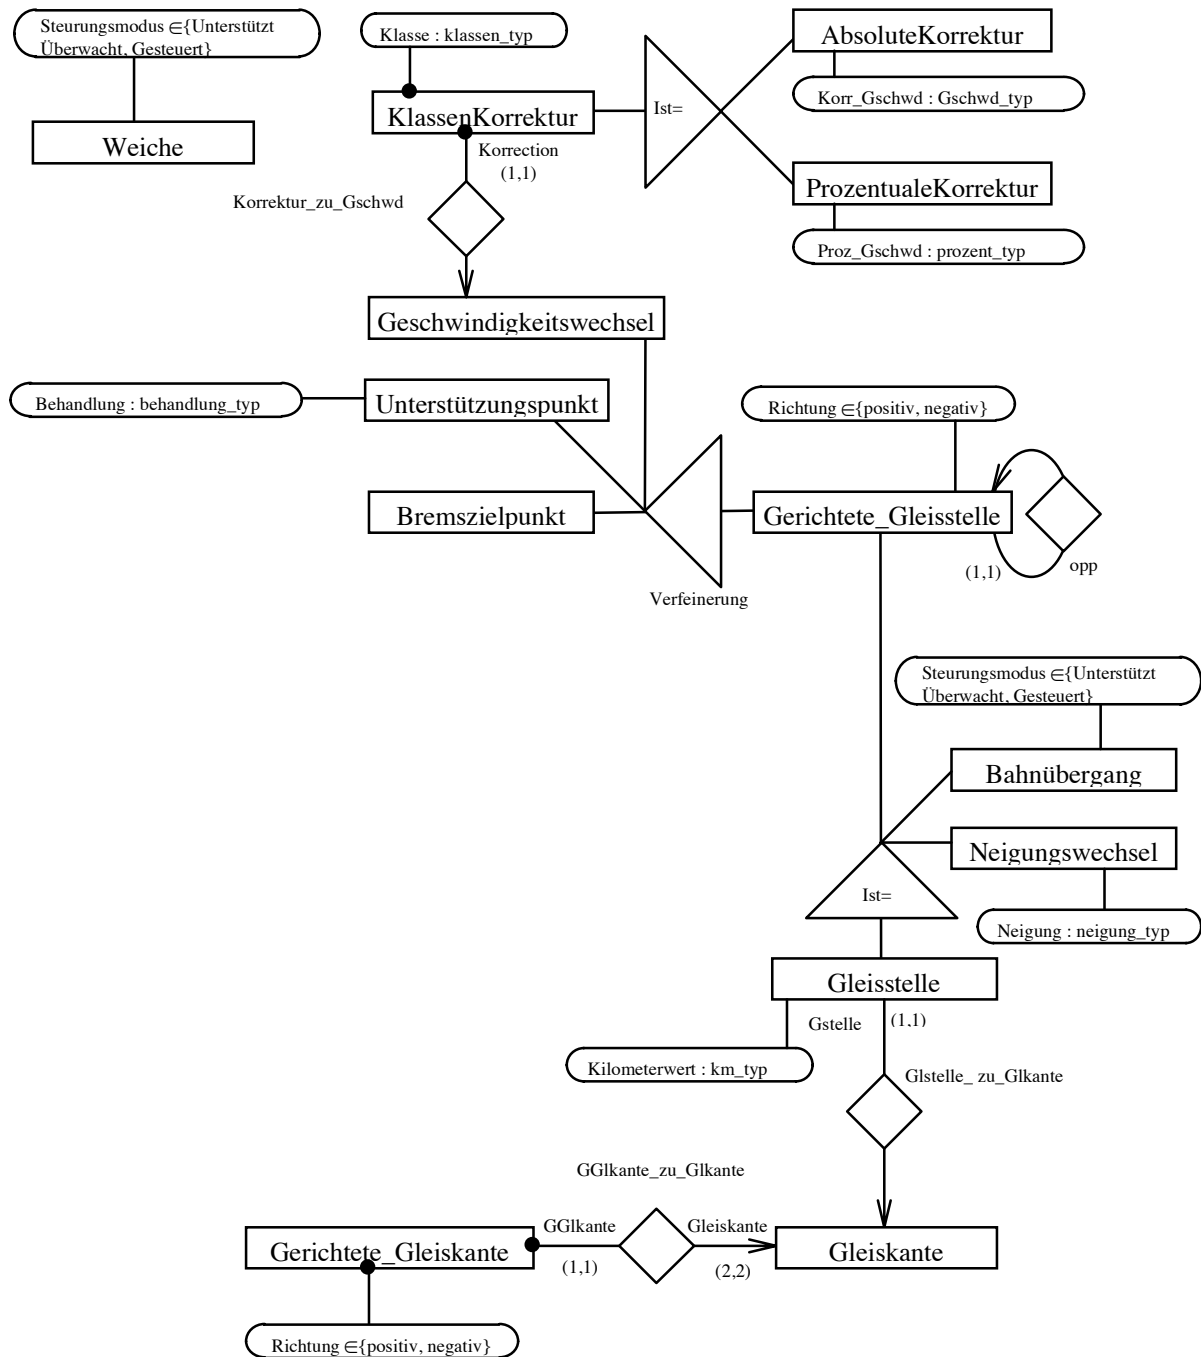 Steurungsmodus ∈{Unterstützt
Überwacht, Gesteuert}
Weiche
Klasse : klassen_typ
KlassenKorrektur
Ist=
AbsoluteKorrektur
Korr_Gschwd : Gschwd_typ
ProzentualeKorrektur
Proz_Gschwd : prozent_typ
Korrection
(1,1)
Korrektur_zu_Gschwd
Geschwindigkeitswechsel
Behandlung : behandlung_typ
Unterstützungspunkt
Bremszielpunkt
Verfeinerung
Richtung ∈{positiv, negativ}
Gerichtete_Gleisstelle
(1,1)
opp
Steurungsmodus ∈{Unterstützt
Überwacht, Gesteuert}
Bahnübergang
Neigungswechsel
Neigung : neigung_typ
Ist=
Gleisstelle
Gstelle
(1,1)
Kilometerwert : km_typ
Glstelle_ zu_Glkante
GGlkante_zu_Glkante
Gerichtete_Gleiskante
GGlkante
(1,1)
Gleiskante
(2,2)
Gleiskante
Richtung ∈{positiv, negativ}